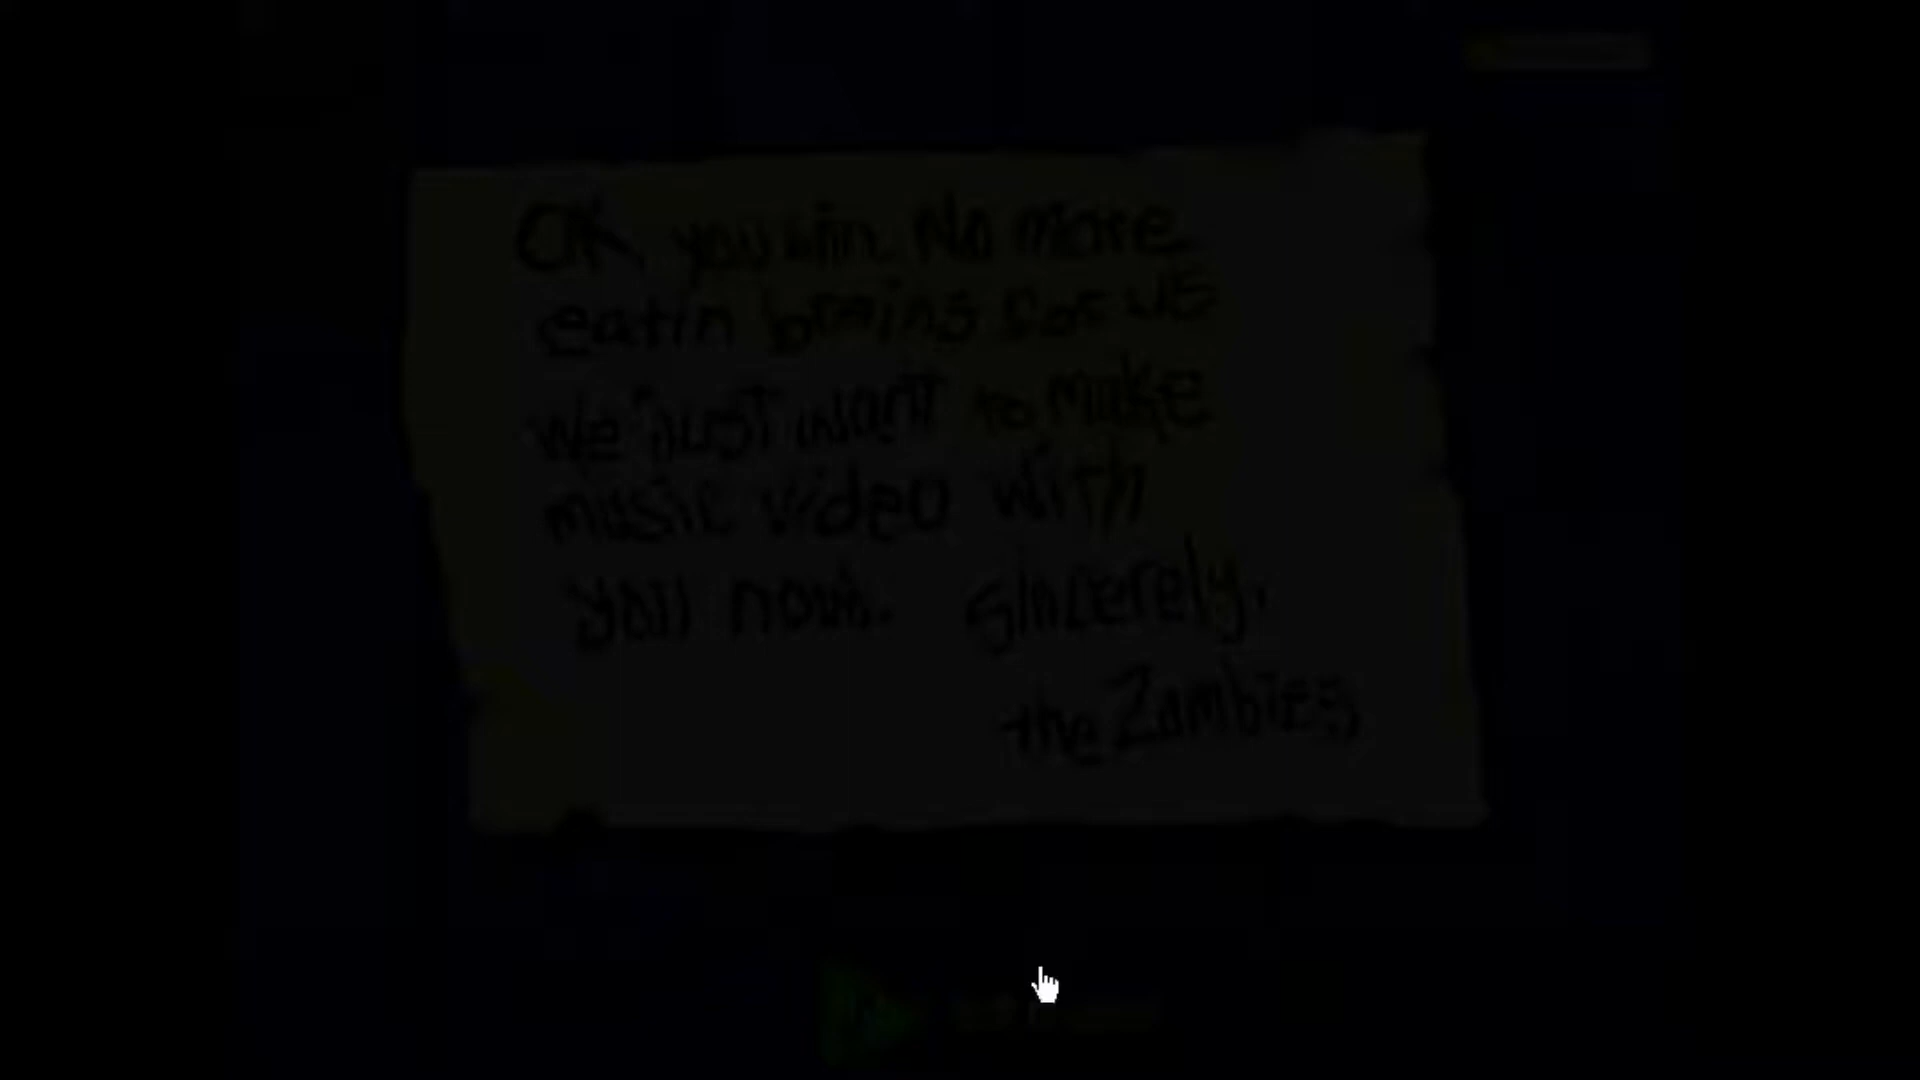 OK you win. No more
eatin brains for us
we just want to make
music video with
you now. sincerely,
the Zombies